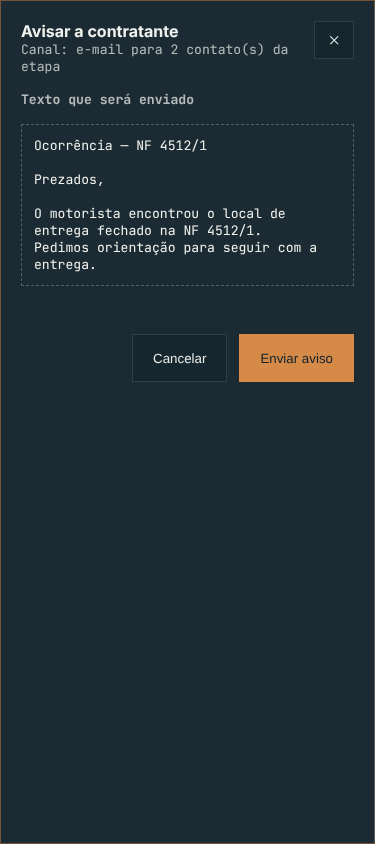 Avisar a contratante
Canal: e-mail para 2 contato(s) da
etapa
×
Texto que será enviado
Ocorrência — NF 4512/1
Prezados,
O motorista encontrou o local de
entrega fechado na NF 4512/1.
Pedimos orientação para seguir com a
entrega.
Cancelar
Enviar aviso